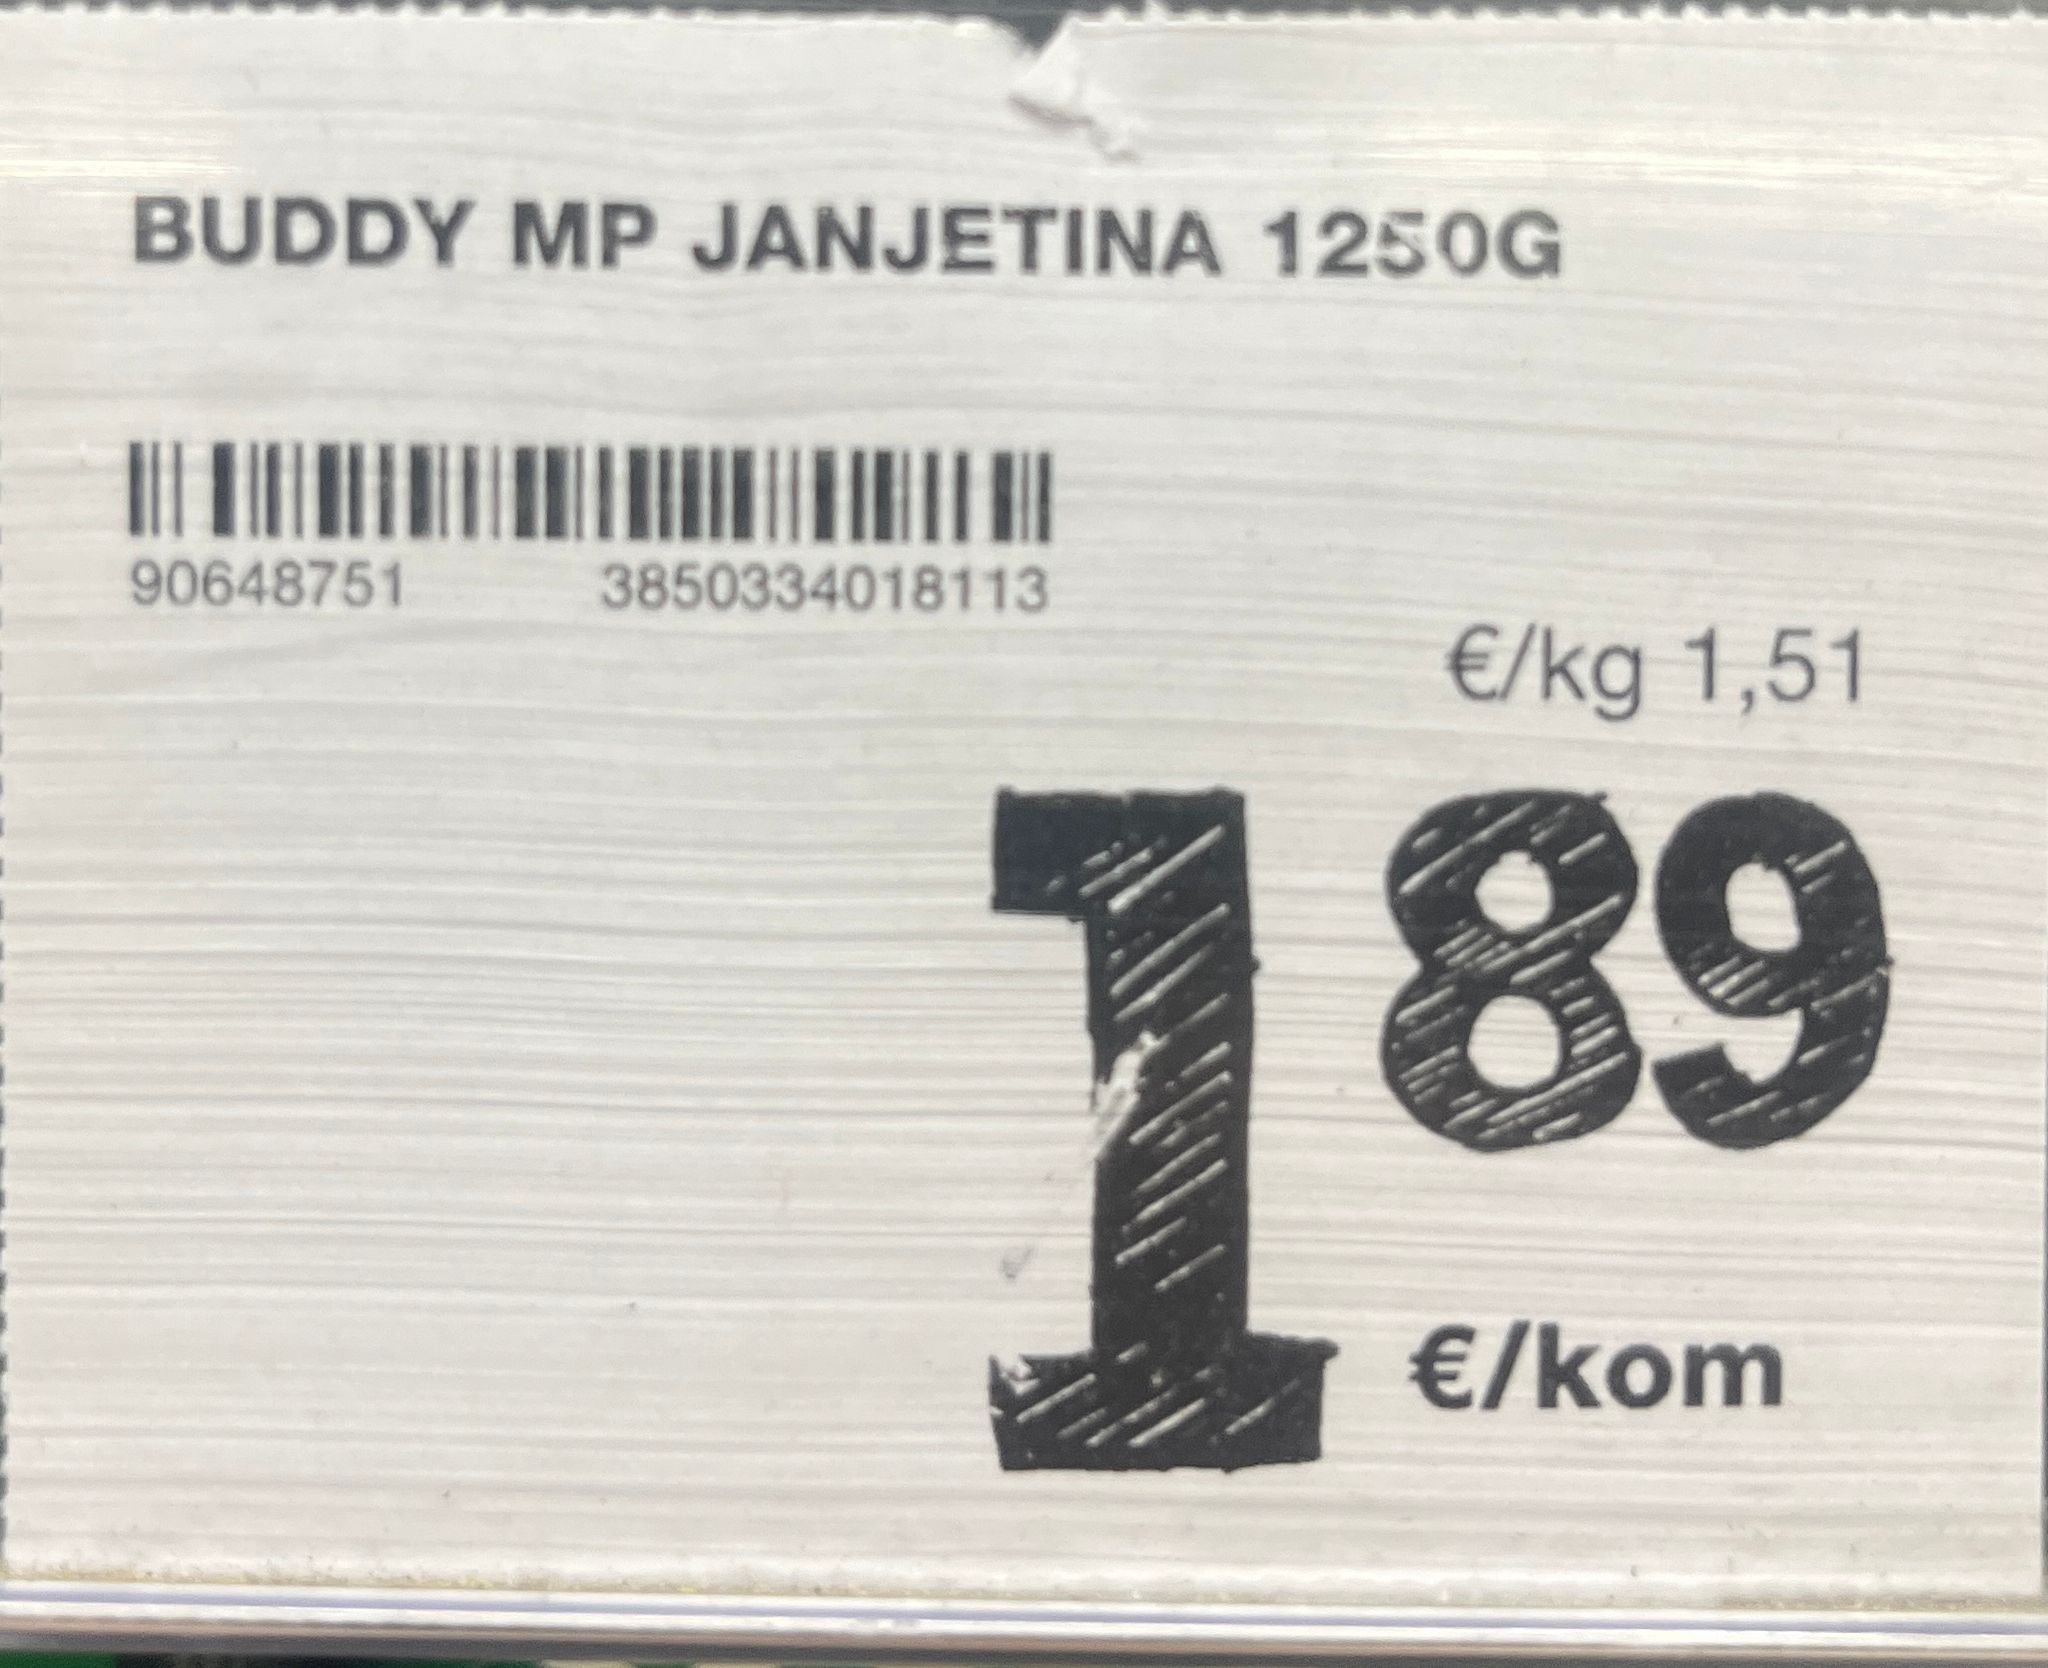 BUDDY MP JANJETINA 1250G
90648751 3850334018113
€/kg 1,51
1 89
€/kom